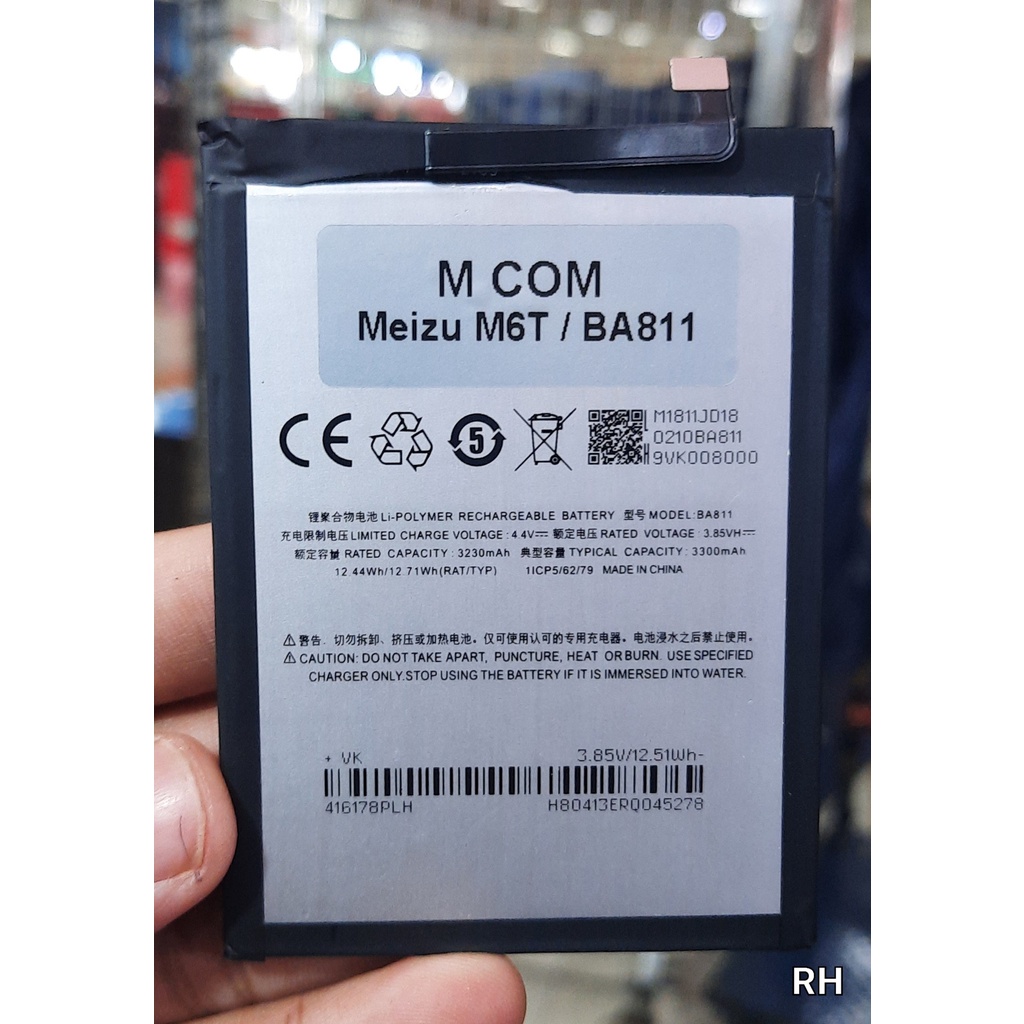 M COM
Meizu M6T / BA811
CE
5
M1811JD18
0210BA811
9VK008000
锂聚合物电池 Li-POLYMER RECHARGEABLE BATTERY 型号 MODEL:BA811
充电限制电压 LIMITED CHARGE VOLTAGE : 4.4V⎓ 额定电压 RATED VOLTAGE : 3.85VH⎓
额定容量 RATED CAPACITY : 3230mAh 典型容量 TYPICAL CAPACITY : 3300mAh
12.44Wh/12.71Wh(RAT/TYP) 1ICP5/62/79 MADE IN CHINA
⚠警告. 切勿拆卸、挤压或加热电池。仅可使用认可的专用充电器。电池浸水之后禁止使用。
⚠ CAUTION: DO NOT TAKE APART, PUNCTURE, HEAT OR BURN. USE SPECIFIED
CHARGER ONLY.STOP USING THE BATTERY IF IT IS IMMERSED INTO WATER.
+ VK 3.85V/12.51Wh-
416178PLH H80413ERQ045278
RH